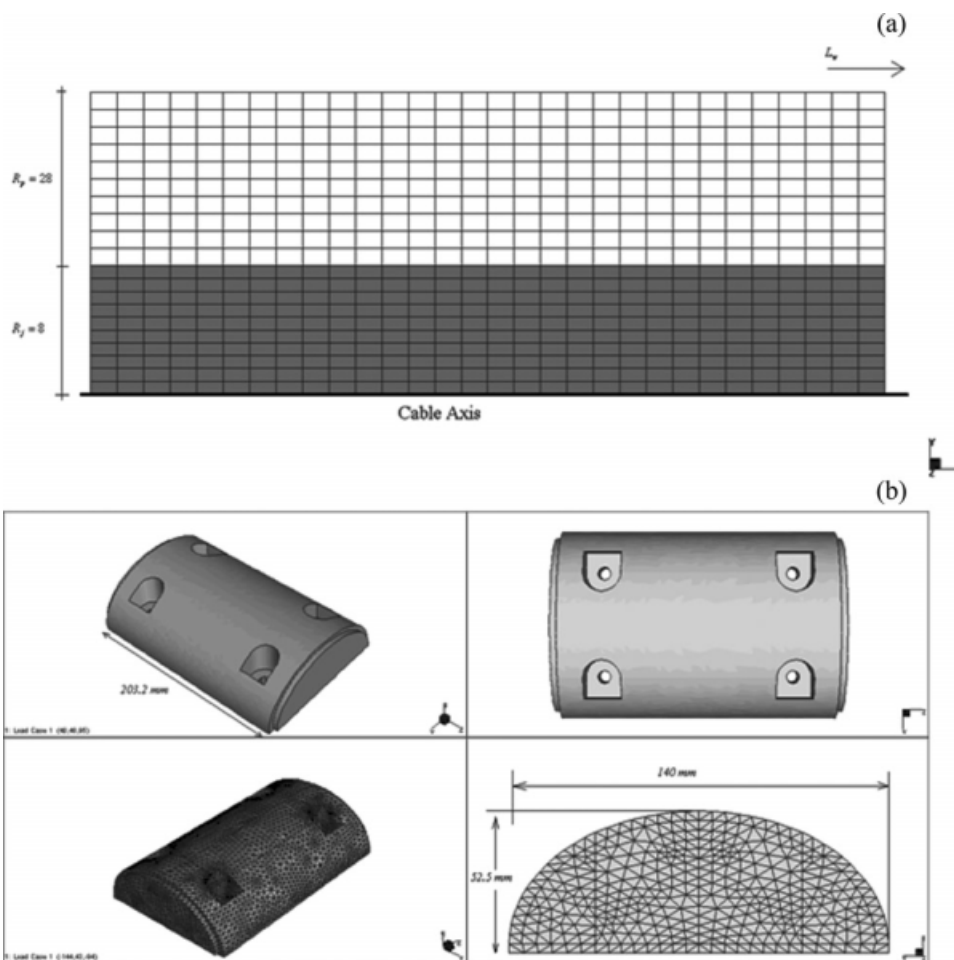 (a)
Lₑ
Rₚ = 28
Rⱼ = 8
Cable Axis
Y
Z
(b)
203.2 mm
1: Load Case 1
140 mm
52.5 mm
1: Load Case 1